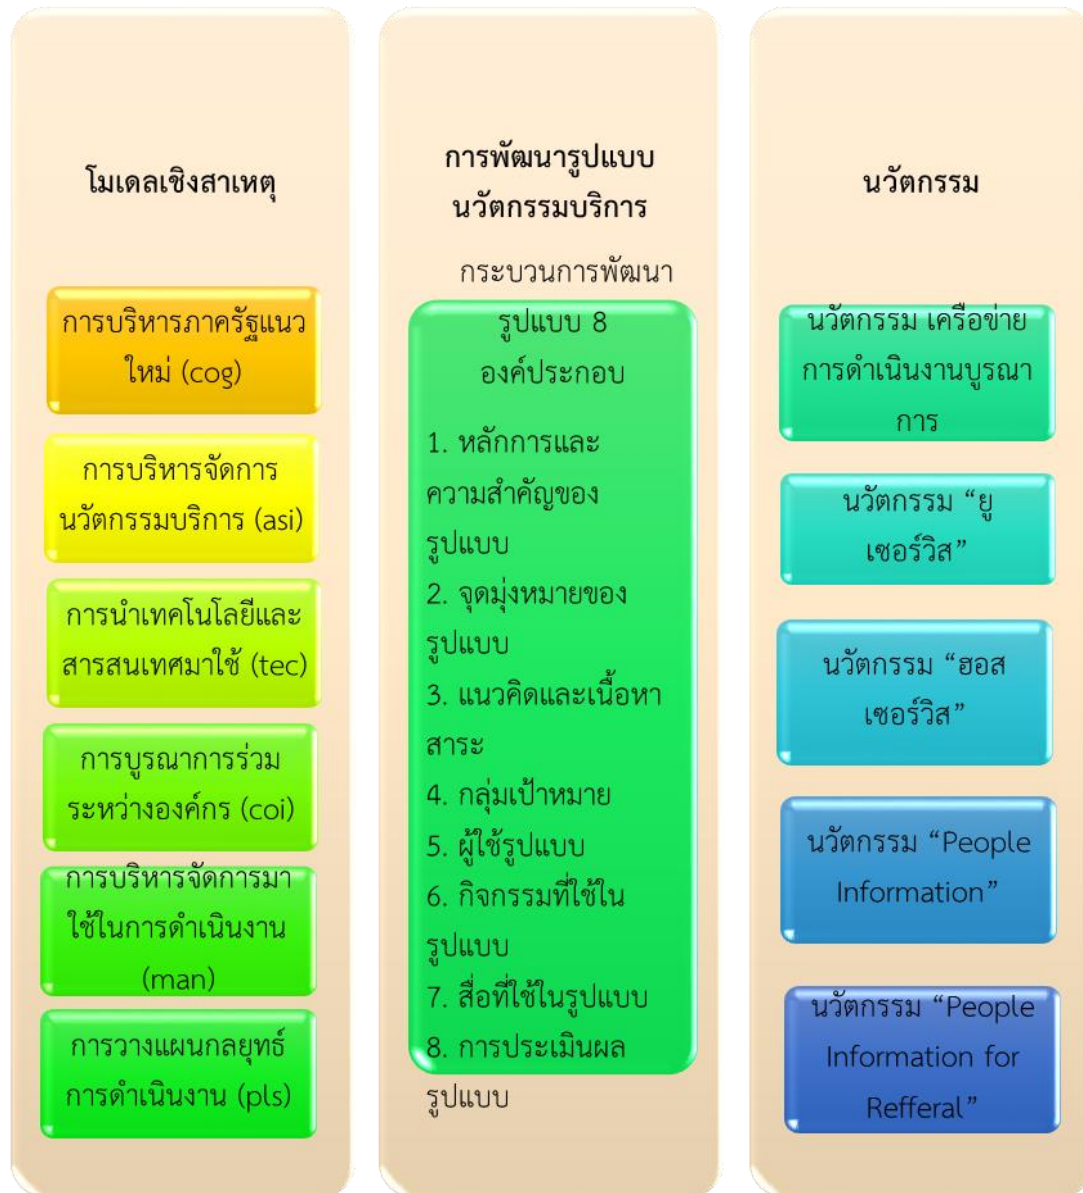 โมเดลเชิงสาเหตุ
การบริหารภาครัฐแนว
ใหม่ (cog)
การบริหารจัดการ
นวัตกรรมบริการ (asi)
การนำเทคโนโลยีและ
สารสนเทศมาใช้ (tec)
การบูรณาการร่วม
ระหว่างองค์กร (coi)
การบริหารจัดการมา
ใช้ในการดำเนินงาน
(man)
การวางแผนกลยุทธ์
การดำเนินงาน (pls)
การพัฒนารูปแบบ
นวัตกรรมบริการ
กระบวนการพัฒนา
รูปแบบ 8
องค์ประกอบ
1. หลักการและ
ความสำคัญของ
รูปแบบ
2. จุดมุ่งหมายของ
รูปแบบ
3. แนวคิดและเนื้อหา
สาระ
4. กลุ่มเป้าหมาย
5. ผู้ใช้รูปแบบ
6. กิจกรรมที่ใช้ใน
รูปแบบ
7. สื่อที่ใช้ในรูปแบบ
8. การประเมินผล
รูปแบบ
นวัตกรรม
นวัตกรรม เครือข่าย
การดำเนินงานบูรณา
การ
นวัตกรรม “ยู
เซอร์วิส”
นวัตกรรม “ฮอส
เซอร์วิส”
นวัตกรรม “People
Information”
นวัตกรรม “People
Information for
Refferal”